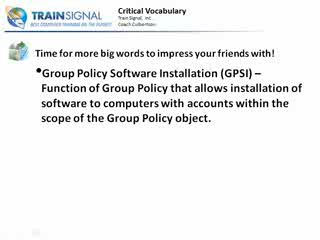 TRAINSIGNAL
BEST COMPUTER TRAINING ON THE PLANET!
Critical Vocabulary
Train Signal, Inc.
Coach Culbertson
Time for more big words to impress your friends with!
•Group Policy Software Installation (GPSI) –
Function of Group Policy that allows installation of
software to computers with accounts within the
scope of the Group Policy object.